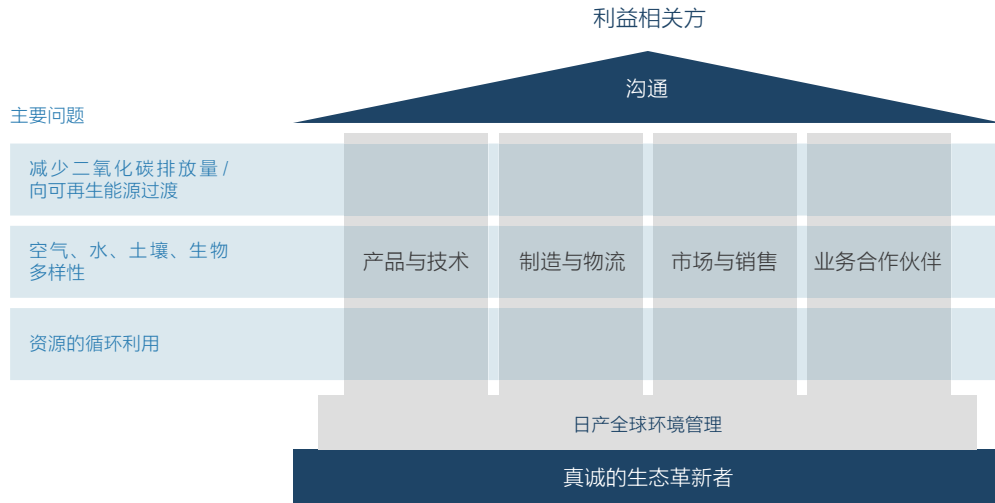 利益相关方
沟通
主要问题
减少二氧化碳排放量 /
向可再生能源过渡
空气、水、土壤、生物
多样性
产品与技术
制造与物流
市场与销售
业务合作伙伴
资源的循环利用
日产全球环境管理
真诚的生态革新者